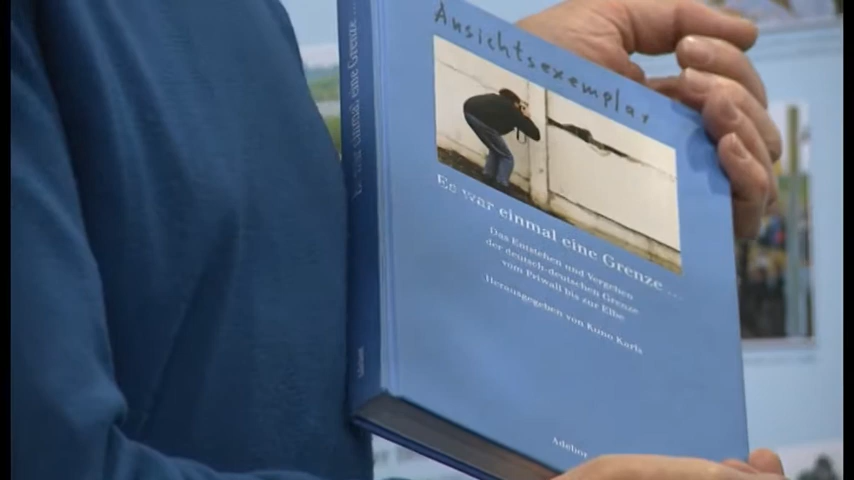 Ansichtsexemplar
Es war einmal eine Grenze ...
Das Entstehen und Vergehen
der deutsch-deutschen Grenze
vom Priwall bis zur Elbe
Herausgegeben von Kuno Karls
Adebor
Es war einmal eine Grenze ...